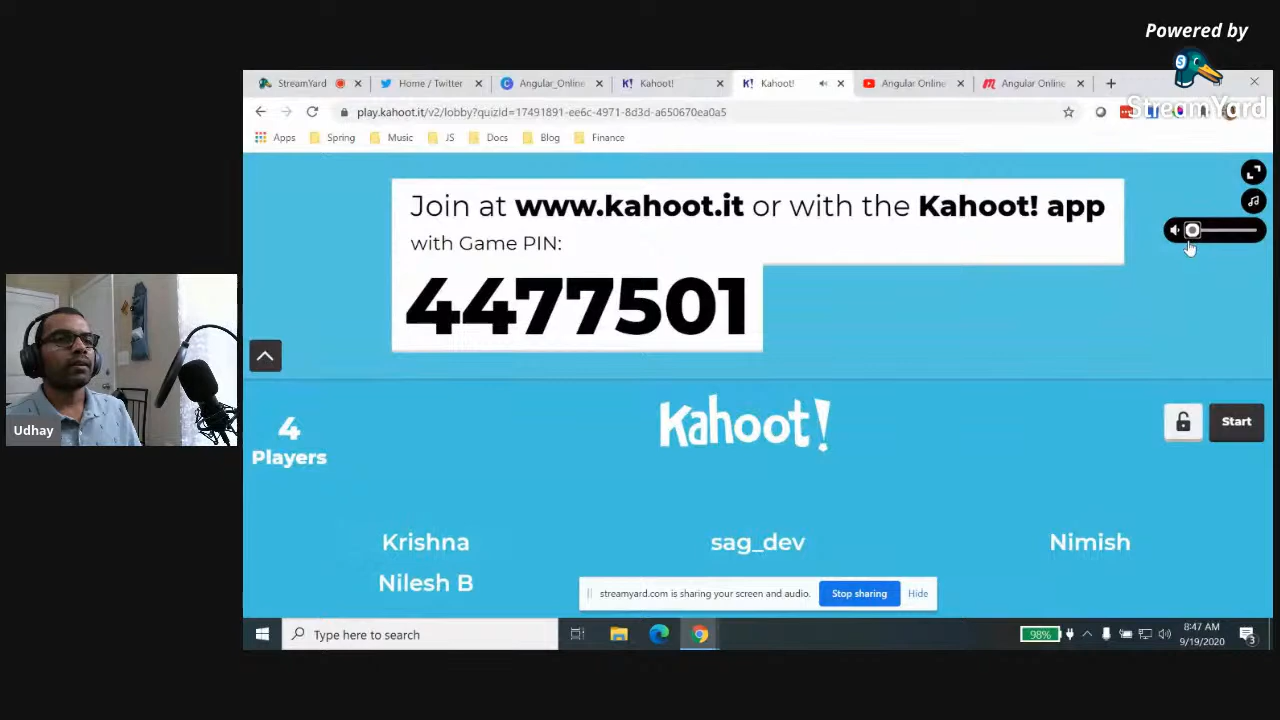 Powered by
StreamYard
StreamYard
Home / Twitter
Angular_Online
Kahoot!
Kahoot!
Angular Online
Angular Online
play.kahoot.it/v2/lobby?quizId=17491891-ee6c-4971-8d3d-a650670ea0a5
Apps
Spring
Music
JS
Docs
Blog
Finance
Join at www.kahoot.it or with the Kahoot! app
with Game PIN:
4477501
Udhay
4
Players
Kahoot!
Start
Krishna
sag_dev
Nimish
Nilesh B
streamyard.com is sharing your screen and audio.
Stop sharing
Hide
Type here to search
98%
8:47 AM
9/19/2020
3